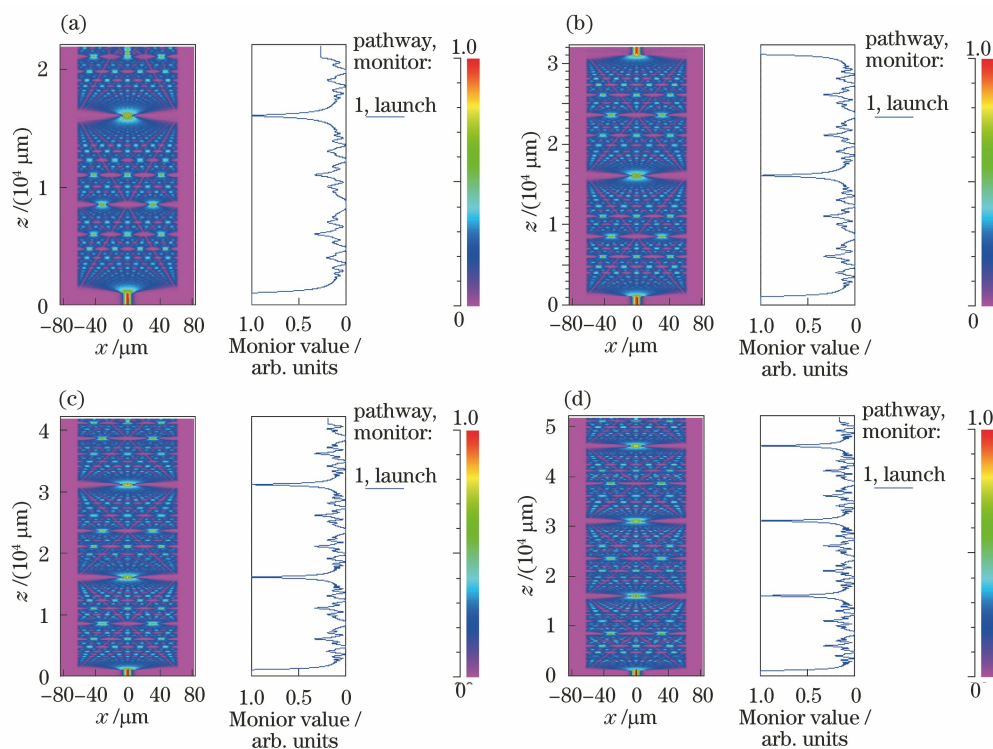 (a)
pathway,
monitor:
1, launch
1.0
0
2
1
0
z /(10⁴ μm)
−80−40 0 40 80
x /μm
1.0 0.5 0
Monior value /
arb. units
(b)
pathway,
monitor:
1, launch
1.0
0
3
2
1
0
z /(10⁴ μm)
−80−40 0 40 80
x /μm
1.0 0.5 0
Monior value /
arb. units
(c)
pathway,
monitor:
1, launch
1.0
4
3
2
1
0
z /(10⁴ μm)
−80−40 0 40 80
x /μm
1.0 0.5 0
Monior value /
arb. units
(d)
pathway,
monitor:
1, launch
1.0
5
4
3
2
1
0
z /(10⁴ μm)
−80−40 0 40 80
x /μm
1.0 0.5 0
Monior value /
arb. units